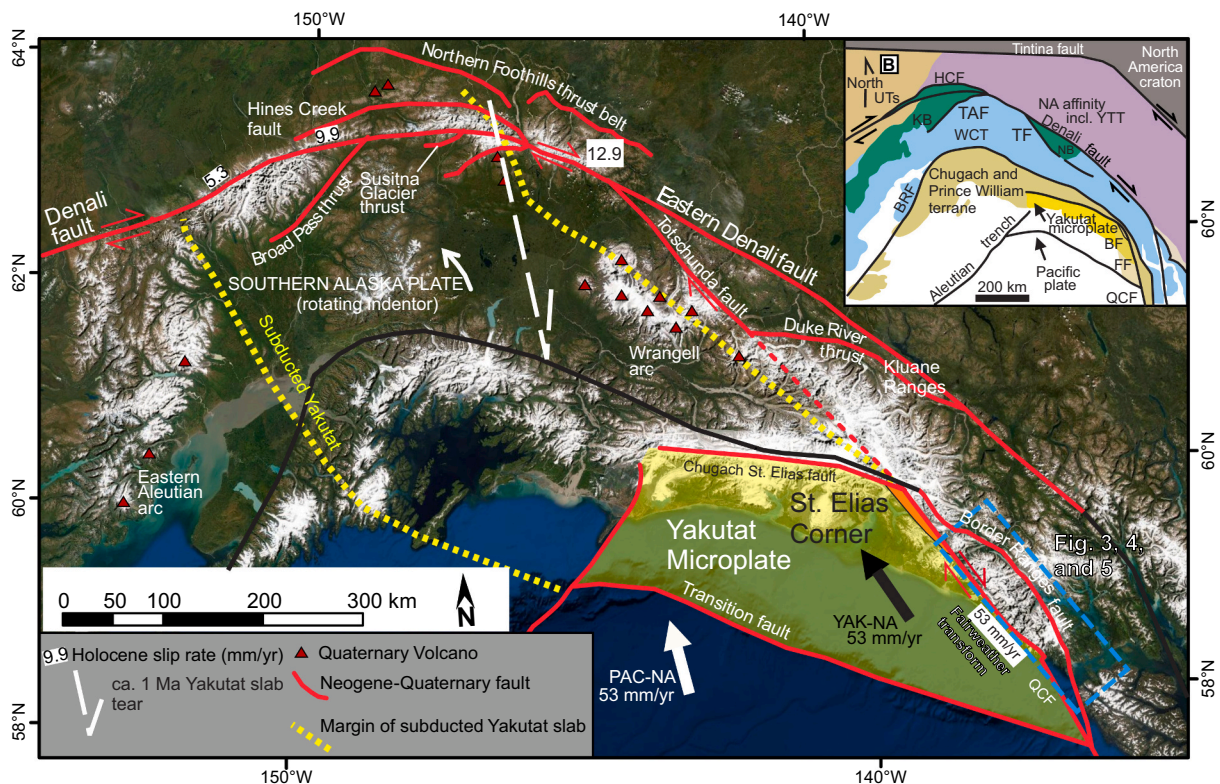 150°W
140°W
64°N
62°N
60°N
58°N
60°N
60°N
58°N
150°W
140°W
Northern Foothills thrust belt
Hines Creek
fault
9.9
12.9
5.3
Susitna
Glacier
thrust
Denali
fault
Broad Pass thrust
Eastern Denali fault
Totschunda fault
SOUTHERN ALASKA PLATE
(rotating indentor)
Duke River
thrust
Wrangell
arc
Kluane
Ranges
Subducted Yakutat
Eastern
Aleutian
arc
Chugach St. Elias fault
St. Elias
Corner
Yakutat
Microplate
Border Ranges fault
Fig. 3, 4,
and 5
Transition fault
YAK-NA
53 mm/yr
Fairweather
transform
53 mm/yr
QCF
PAC-NA
53 mm/yr
0 50 100 200 300 km
N
9.9 Holocene slip rate (mm/yr)
Quaternary Volcano
ca. 1 Ma Yakutat slab
tear
Neogene-Quaternary fault
Margin of subducted Yakutat slab
B
North
Tintina fault
North
America
craton
UTs
HCF
KB
TAF
NA affinity
incl. YTT
WCT
TF
Denali
fault
NB
Chugach and
Prince William
terrane
BRF
Yakutat
microplate
BF
FF
Aleutian trench
Pacific
plate
QCF
200 km